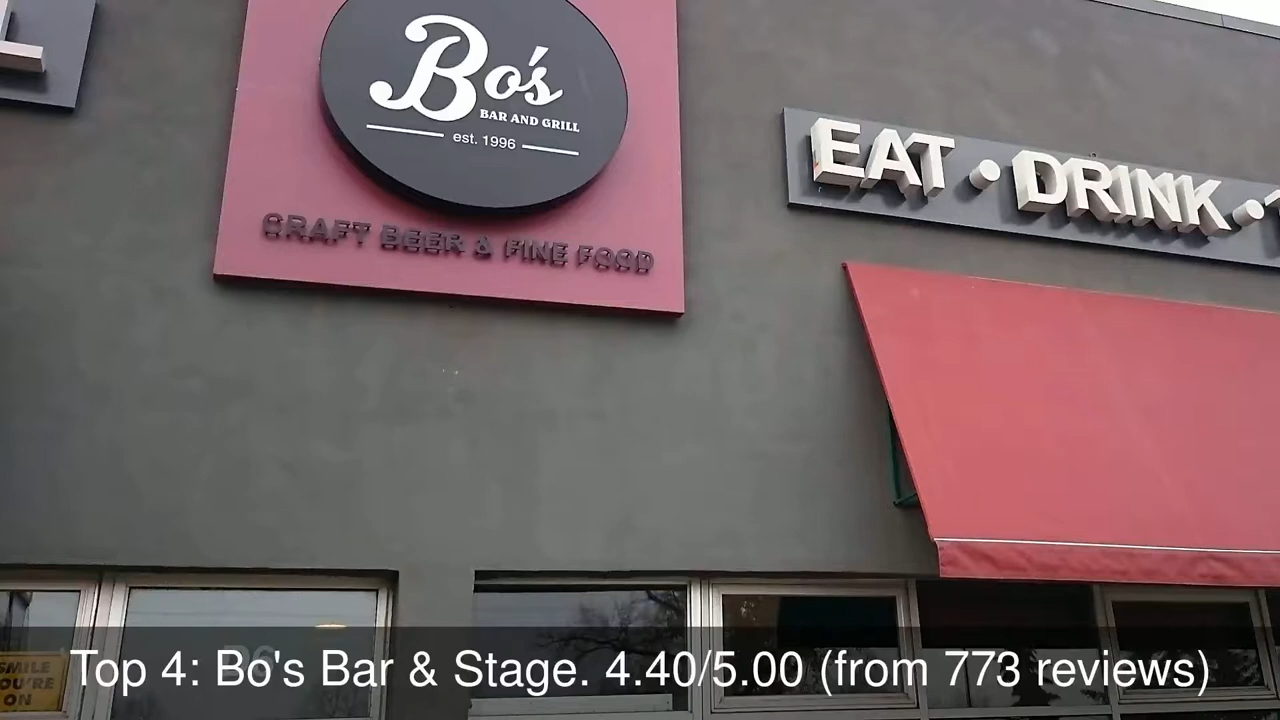 Bo's
BAR AND GRILL
est. 1996
CRAFT BEER & FINE FOOD
EAT • DRINK •
SMILE
YOU'RE
ON
Top 4: Bo's Bar & Stage. 4.40/5.00 (from 773 reviews)